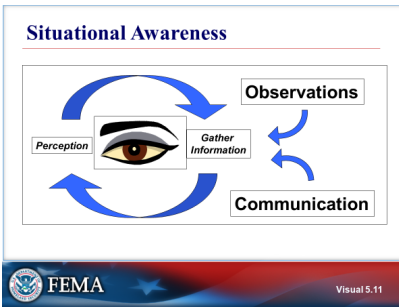 Situational Awareness
Observations
Perception
Gather
Information
Communication
FEMA
Visual 5.11